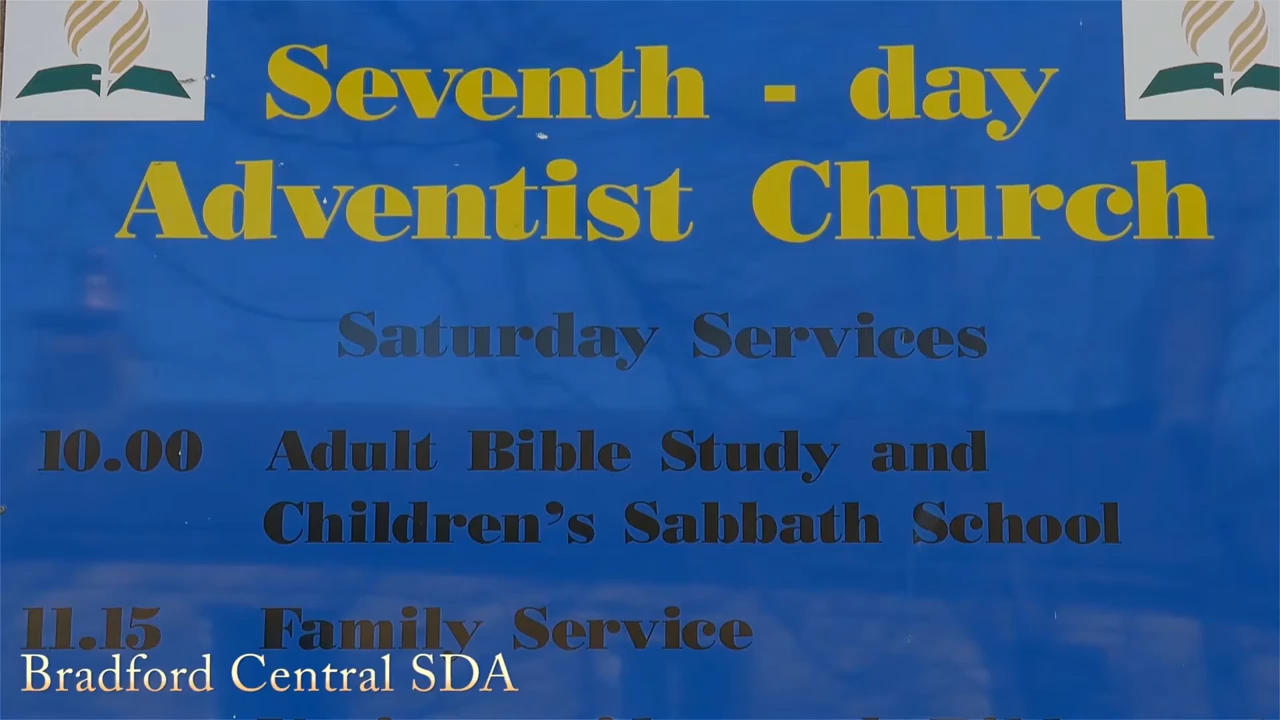 Seventh - day
Adventist Church
Saturday Services
10.00 Adult Bible Study and
Children's Sabbath School
11.15 Family Service
Bradford Central SDA